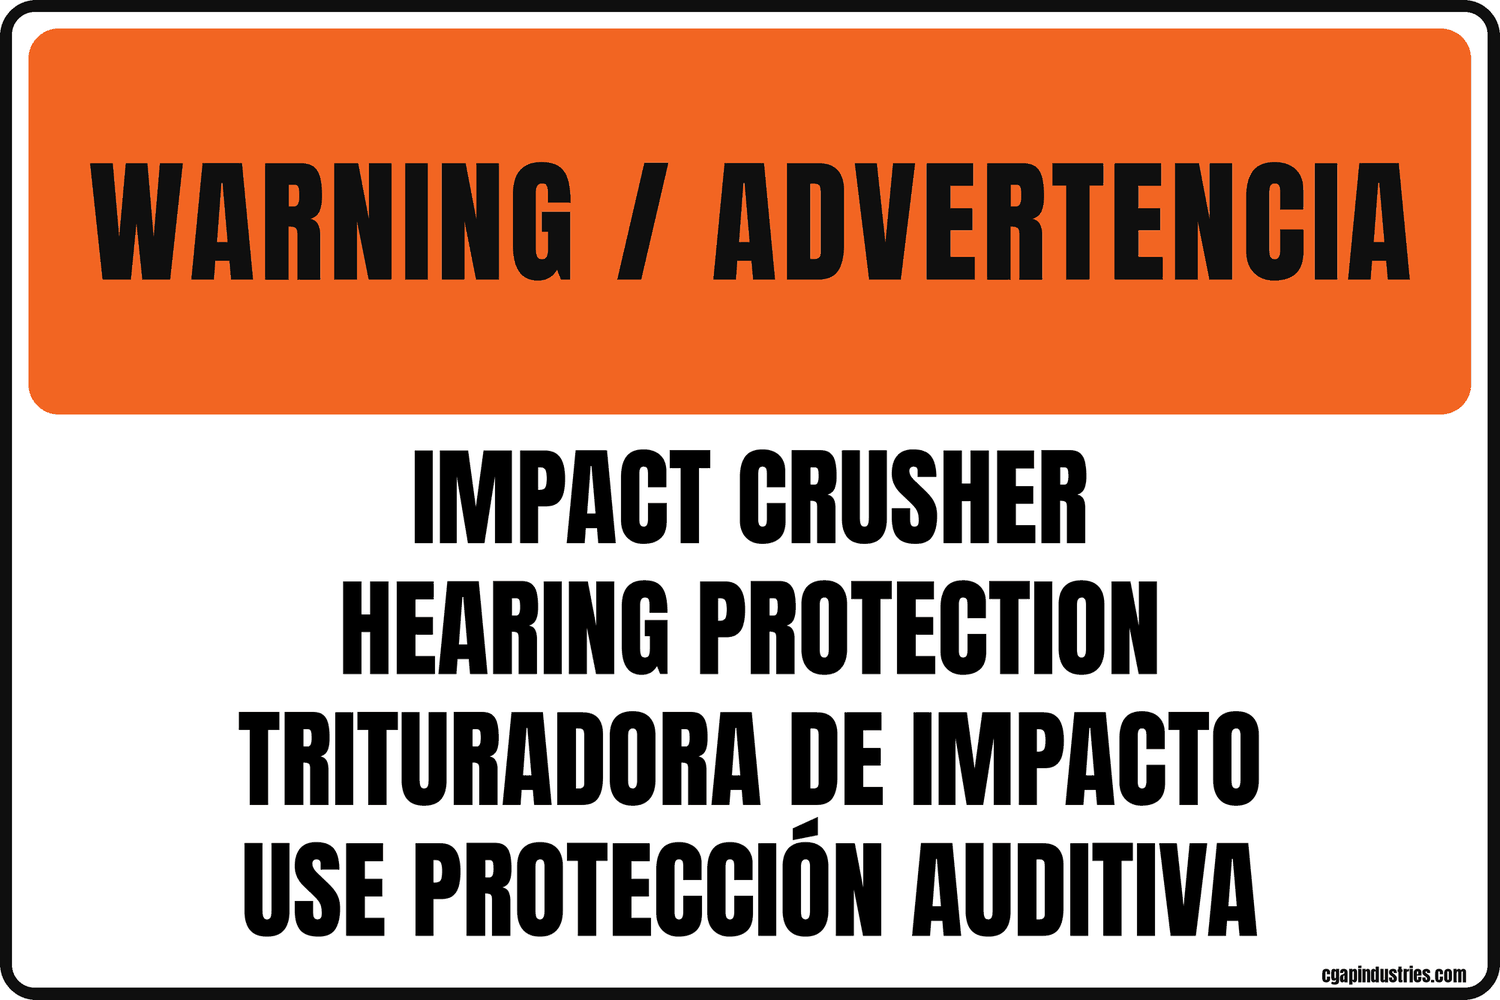 WARNING / ADVERTENCIA
IMPACT CRUSHER
HEARING PROTECTION
TRITURADORA DE IMPACTO
USE PROTECCIÓN AUDITIVA
cgapindustries.com